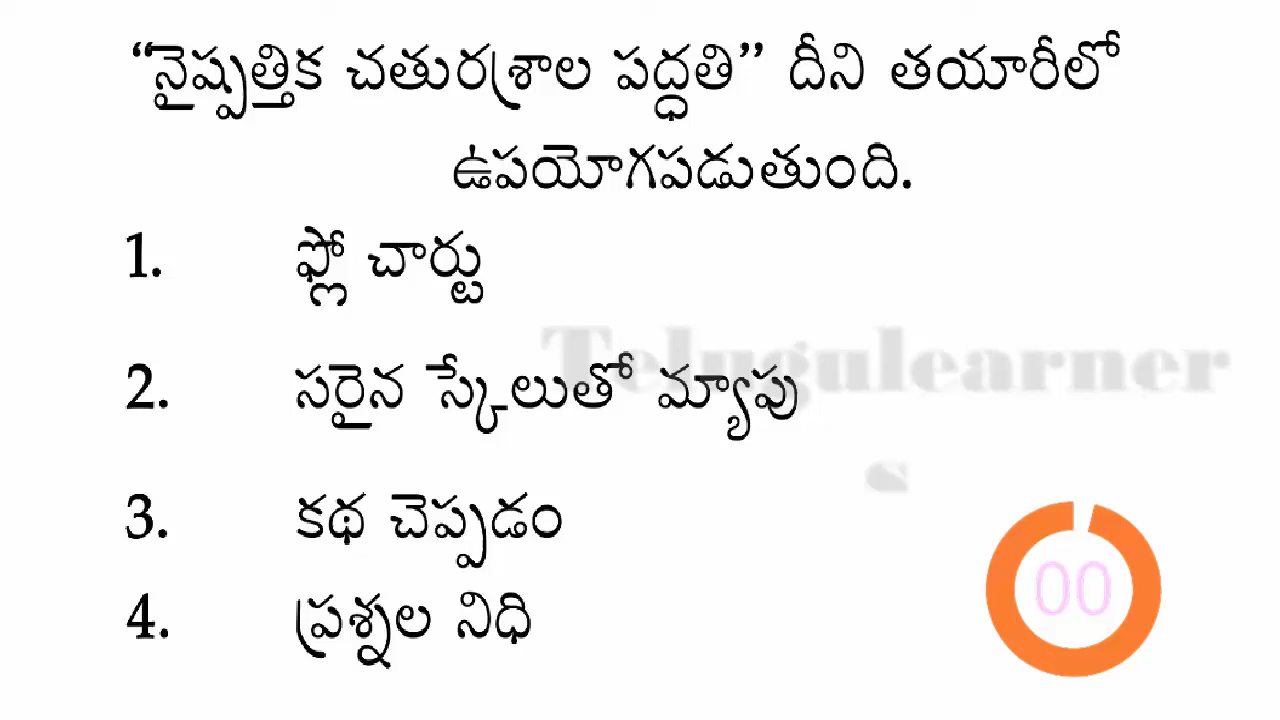 “నైష్పత్తిక చతురశ్రాల పద్ధతి” దీని తయారీలో
ఉపయోగపడుతుంది.
1. ఫ్లో చార్టు
Telugulearner
2. సరైన స్కేలుతో మ్యాపు
s
3. కథ చెప్పడం
00
4. ప్రశ్నల నిధి